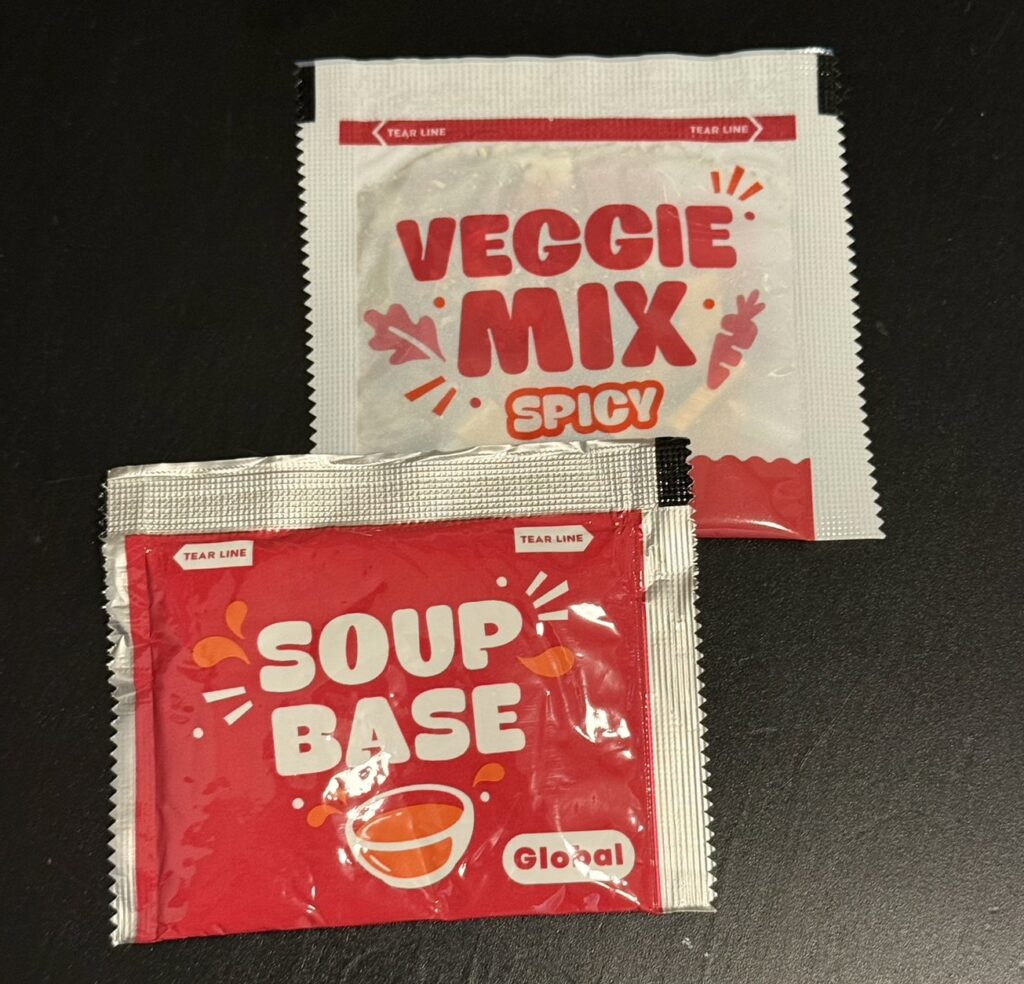 TEAR LINE TEAR LINE
VEGGIE
MIX
SPICY
TEAR LINE TEAR LINE
SOUP
BASE
Global